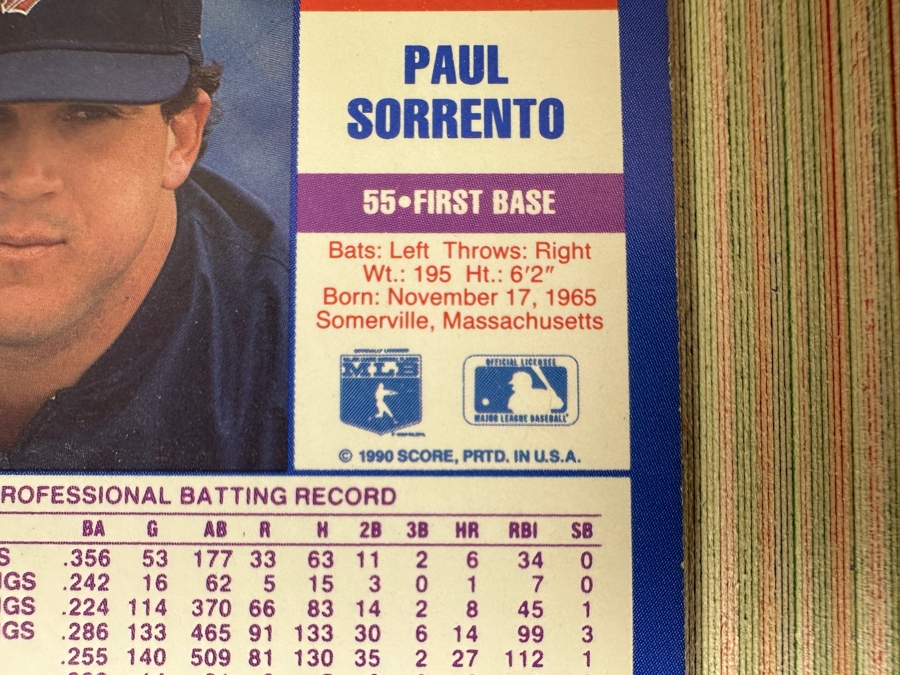 PAUL
SORRENTO
55•FIRST BASE
Bats: Left Throws: Right
Wt.: 195 Ht.: 6'2"
Born: November 17, 1965
Somerville, Massachusetts
MLB
OFFICIAL LICENSEE
MAJOR LEAGUE BASEBALL
© 1990 SCORE, PRTD. IN U.S.A.
ROFESSIONAL BATTING RECORD
BA G AB R H 2B 3B HR RBI SB
S .356 53 177 33 63 11 2 6 34 0
NGS .242 16 62 5 15 3 0 1 7 0
NGS .224 114 370 66 83 14 2 8 45 1
NGS .286 133 465 91 133 30 6 14 99 3
.255 140 509 81 130 35 2 27 112 1